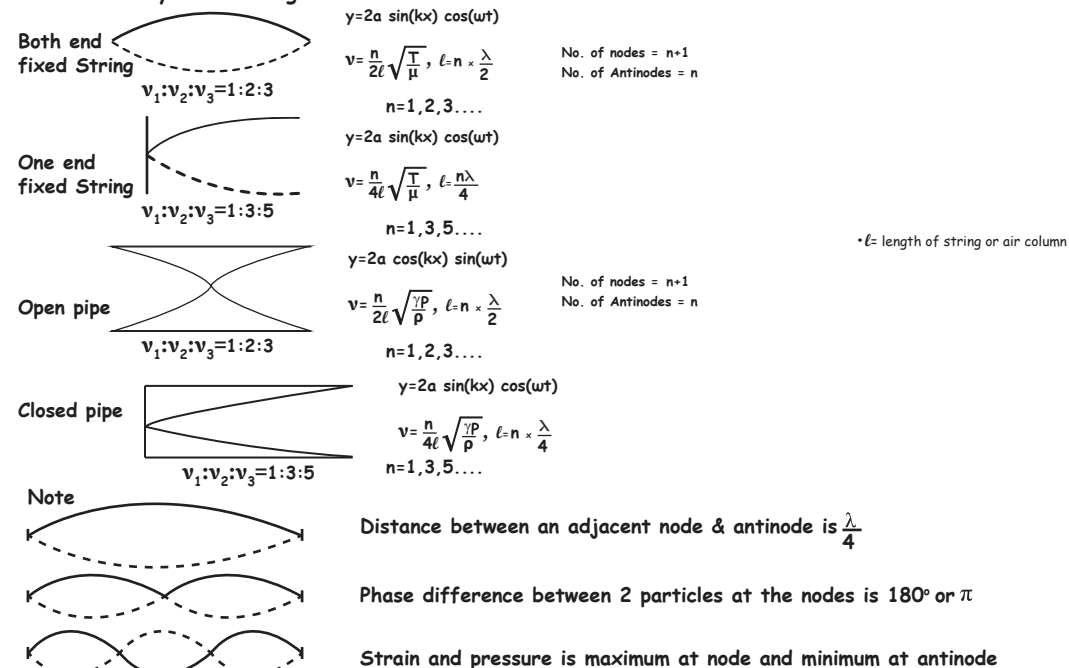 y=2a sin(kx) cos(ωt)
Both end
fixed String
ν= n/2ℓ √(T/μ), ℓ=n × λ/2
No. of nodes = n+1
No. of Antinodes = n
ν₁:ν₂:ν₃=1:2:3
n=1,2,3....
y=2a sin(kx) cos(ωt)
One end
fixed String
ν= n/4ℓ √(T/μ), ℓ= nλ/4
ν₁:ν₂:ν₃=1:3:5
n=1,3,5....
•ℓ= length of string or air column
y=2a cos(kx) sin(ωt)
Open pipe
ν= n/2ℓ √(γP/ρ), ℓ=n × λ/2
No. of nodes = n+1
No. of Antinodes = n
ν₁:ν₂:ν₃=1:2:3
n=1,2,3....
y=2a sin(kx) cos(ωt)
Closed pipe
ν= n/4ℓ √(γP/ρ), ℓ=n × λ/4
ν₁:ν₂:ν₃=1:3:5
n=1,3,5....
Note
Distance between an adjacent node & antinode is λ/4
Phase difference between 2 particles at the nodes is 180° or π
Strain and pressure is maximum at node and minimum at antinode